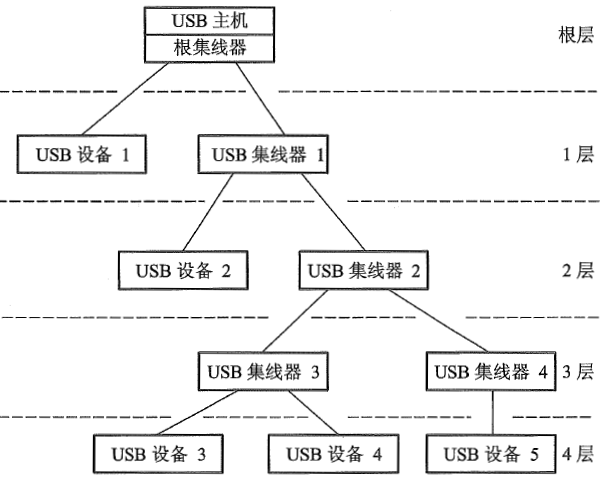 USB 主机
根集线器
根层
USB 设备 1
USB 集线器 1
1 层
USB 设备 2
USB 集线器 2
2 层
USB 集线器 3
USB 集线器 4
3 层
USB 设备 3
USB 设备 4
USB 设备 5
4 层